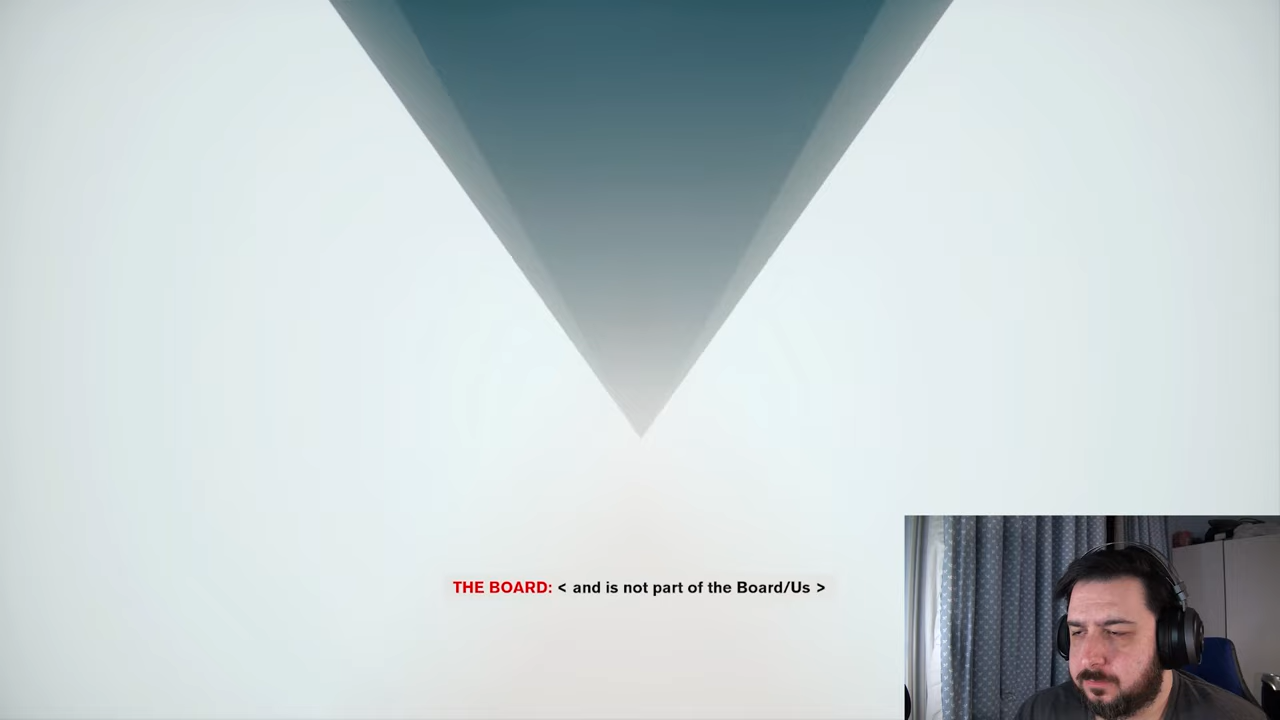 THE BOARD: < and is not part of the Board/Us >